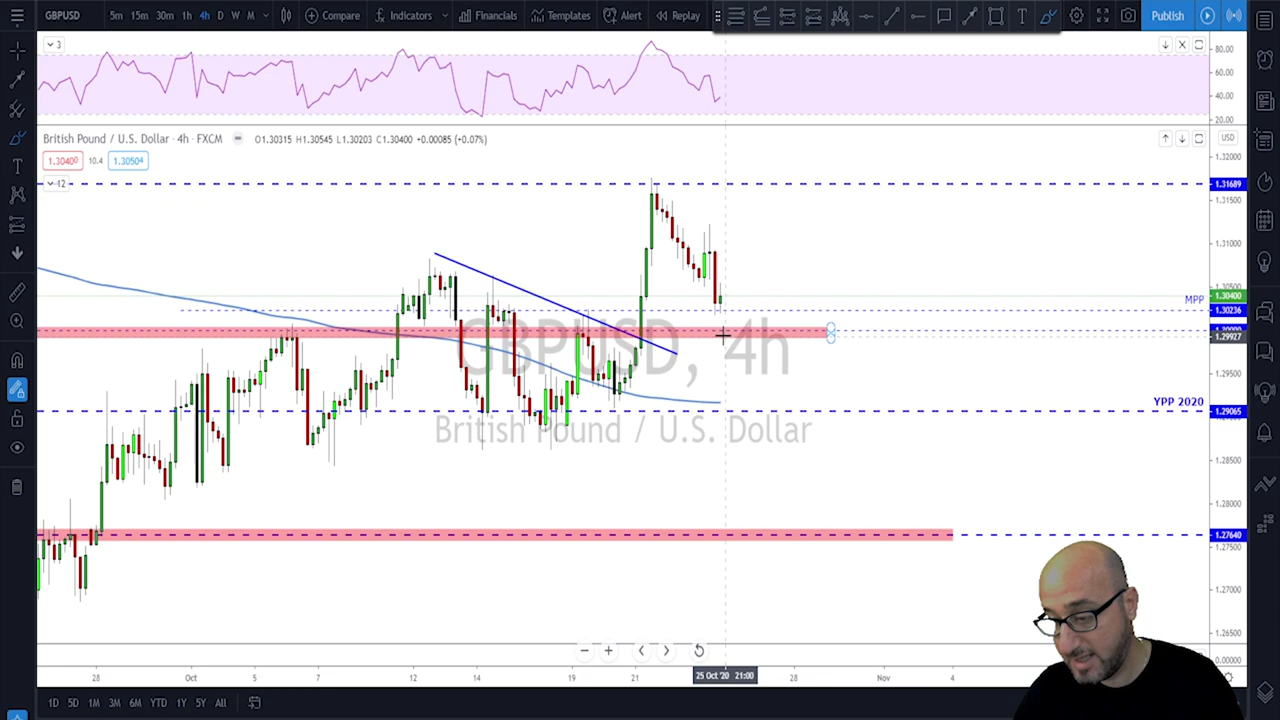 GBPUSD 5m 15m 30m 1h 4h D W M Compare Indicators Financials Templates Alert Replay Publish
3
80.00
60.00
40.00
20.00
British Pound / U.S. Dollar · 4h · FXCM O1.30315 H1.30545 L1.30203 C1.30400 +0.00085 (+0.07%) USD
1.30400 10.4 1.30504
12
1.32000
1.31689
1.31500
1.31000
1.30500
MPP 1.30400
1.30236
1.29927
GBPUSD, 4h
1.29500
YPP 2020
1.29065
British Pound / U.S. Dollar
1.28500
1.28000
1.27640
1.27500
1.27000
1.26500
0.00000
28 Oct 5 7 12 14 19 21 25 Oct '20 21:00 28 Nov 4
1D 5D 1M 3M 6M YTD 1Y 5Y All